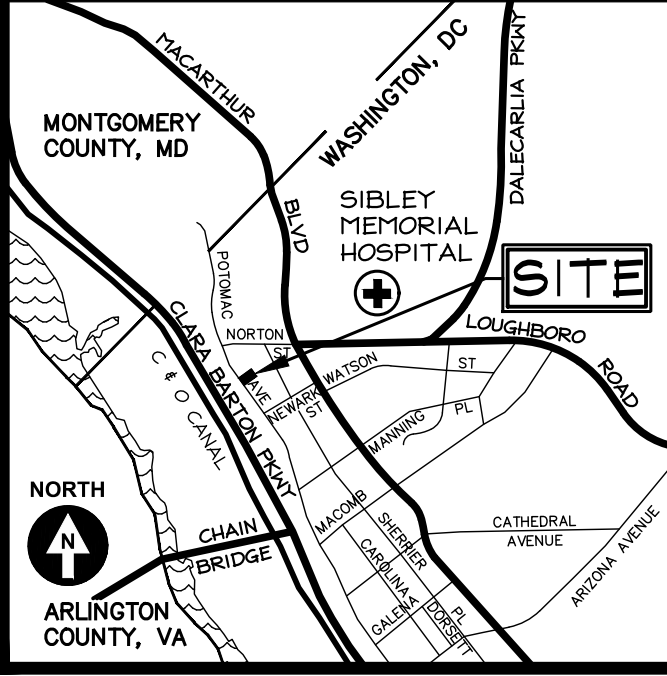 MACARTHUR
BLVD
WASHINGTON, DC
DALECARLIA PKWY
MONTGOMERY
COUNTY, MD
SIBLEY
MEMORIAL
HOSPITAL
SITE
POTOMAC
AVE
NORTON
ST
LOUGHBORO
ROAD
CLARA BARTON PKWY
C & O CANAL
WATSON
ST
NEWARK
ST
MANNING
PL
MACOMB
NORTH
N
CHAIN
BRIDGE
SHERRIER
PL
CATHEDRAL
AVENUE
ARIZONA AVENUE
CAROLINA
GALENA
DORSETT
ARLINGTON
COUNTY, VA